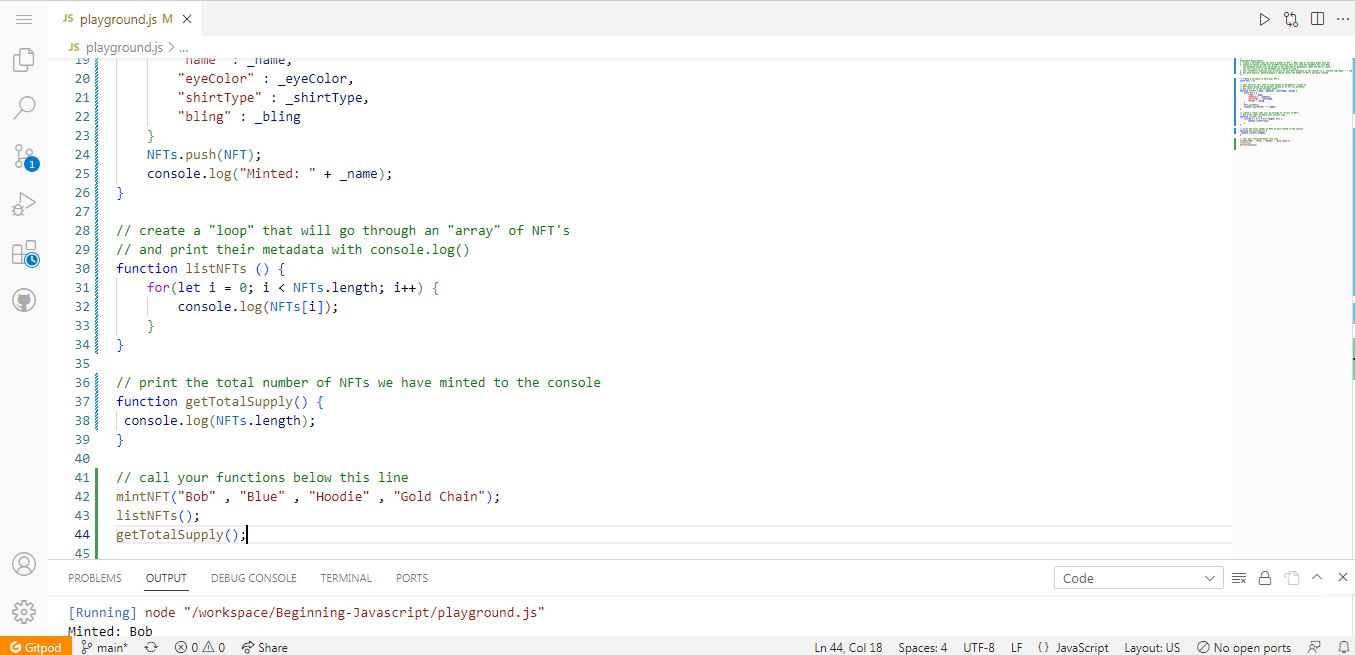 JS playground.js M
JS playground.js > ...
19 "name" : _name,
20 "eyeColor" : _eyeColor,
21 "shirtType" : _shirtType,
22 "bling" : _bling
23 }
24 NFTs.push(NFT);
25 console.log("Minted: " + _name);
26 }
27
28 // create a "loop" that will go through an "array" of NFT's
29 // and print their metadata with console.log()
30 function listNFTs () {
31 for(let i = 0; i < NFTs.length; i++) {
32 console.log(NFTs[i]);
33 }
34 }
35
36 // print the total number of NFTs we have minted to the console
37 function getTotalSupply() {
38 console.log(NFTs.length);
39 }
40
41 // call your functions below this line
42 mintNFT("Bob" , "Blue" , "Hoodie" , "Gold Chain");
43 listNFTs();
44 getTotalSupply();
45
1
PROBLEMS OUTPUT DEBUG CONSOLE TERMINAL PORTS Code
[Running] node "/workspace/Beginning-Javascript/playground.js"
Minted: Bob
Gitpod main* 0 0 Share Ln 44, Col 18 Spaces: 4 UTF-8 LF {} JavaScript Layout: US No open ports